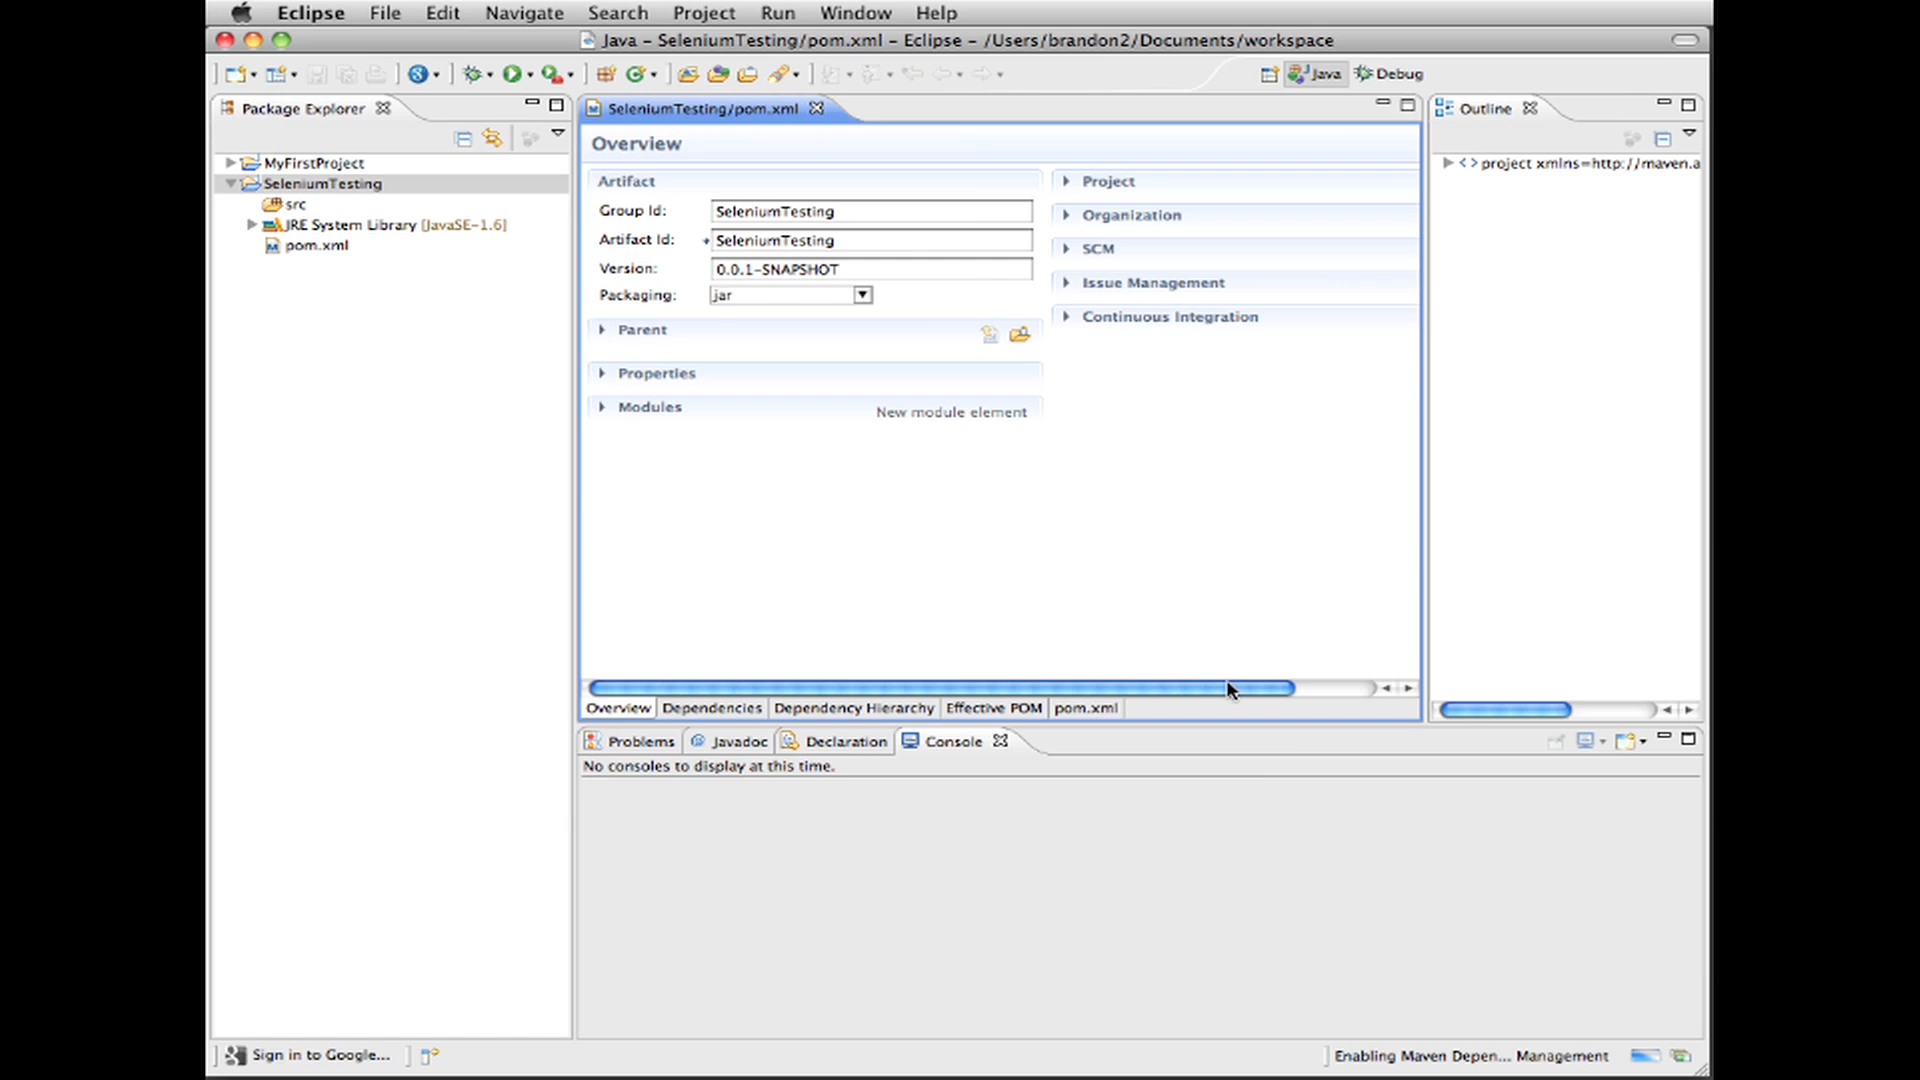 Eclipse File Edit Navigate Search Project Run Window Help
Java – SeleniumTesting/pom.xml – Eclipse – /Users/brandon2/Documents/workspace
Java Debug
Package Explorer
MyFirstProject
SeleniumTesting
src
JRE System Library [JavaSE-1.6]
pom.xml
SeleniumTesting/pom.xml
Overview
Artifact
Group Id: SeleniumTesting
Artifact Id: SeleniumTesting
Version: 0.0.1-SNAPSHOT
Packaging: jar
Parent
Properties
Modules New module element
Project
Organization
SCM
Issue Management
Continuous Integration
Overview Dependencies Dependency Hierarchy Effective POM pom.xml
Outline
project xmlns=http://maven.a
Problems Javadoc Declaration Console
No consoles to display at this time.
Sign in to Google...
Enabling Maven Depen... Management